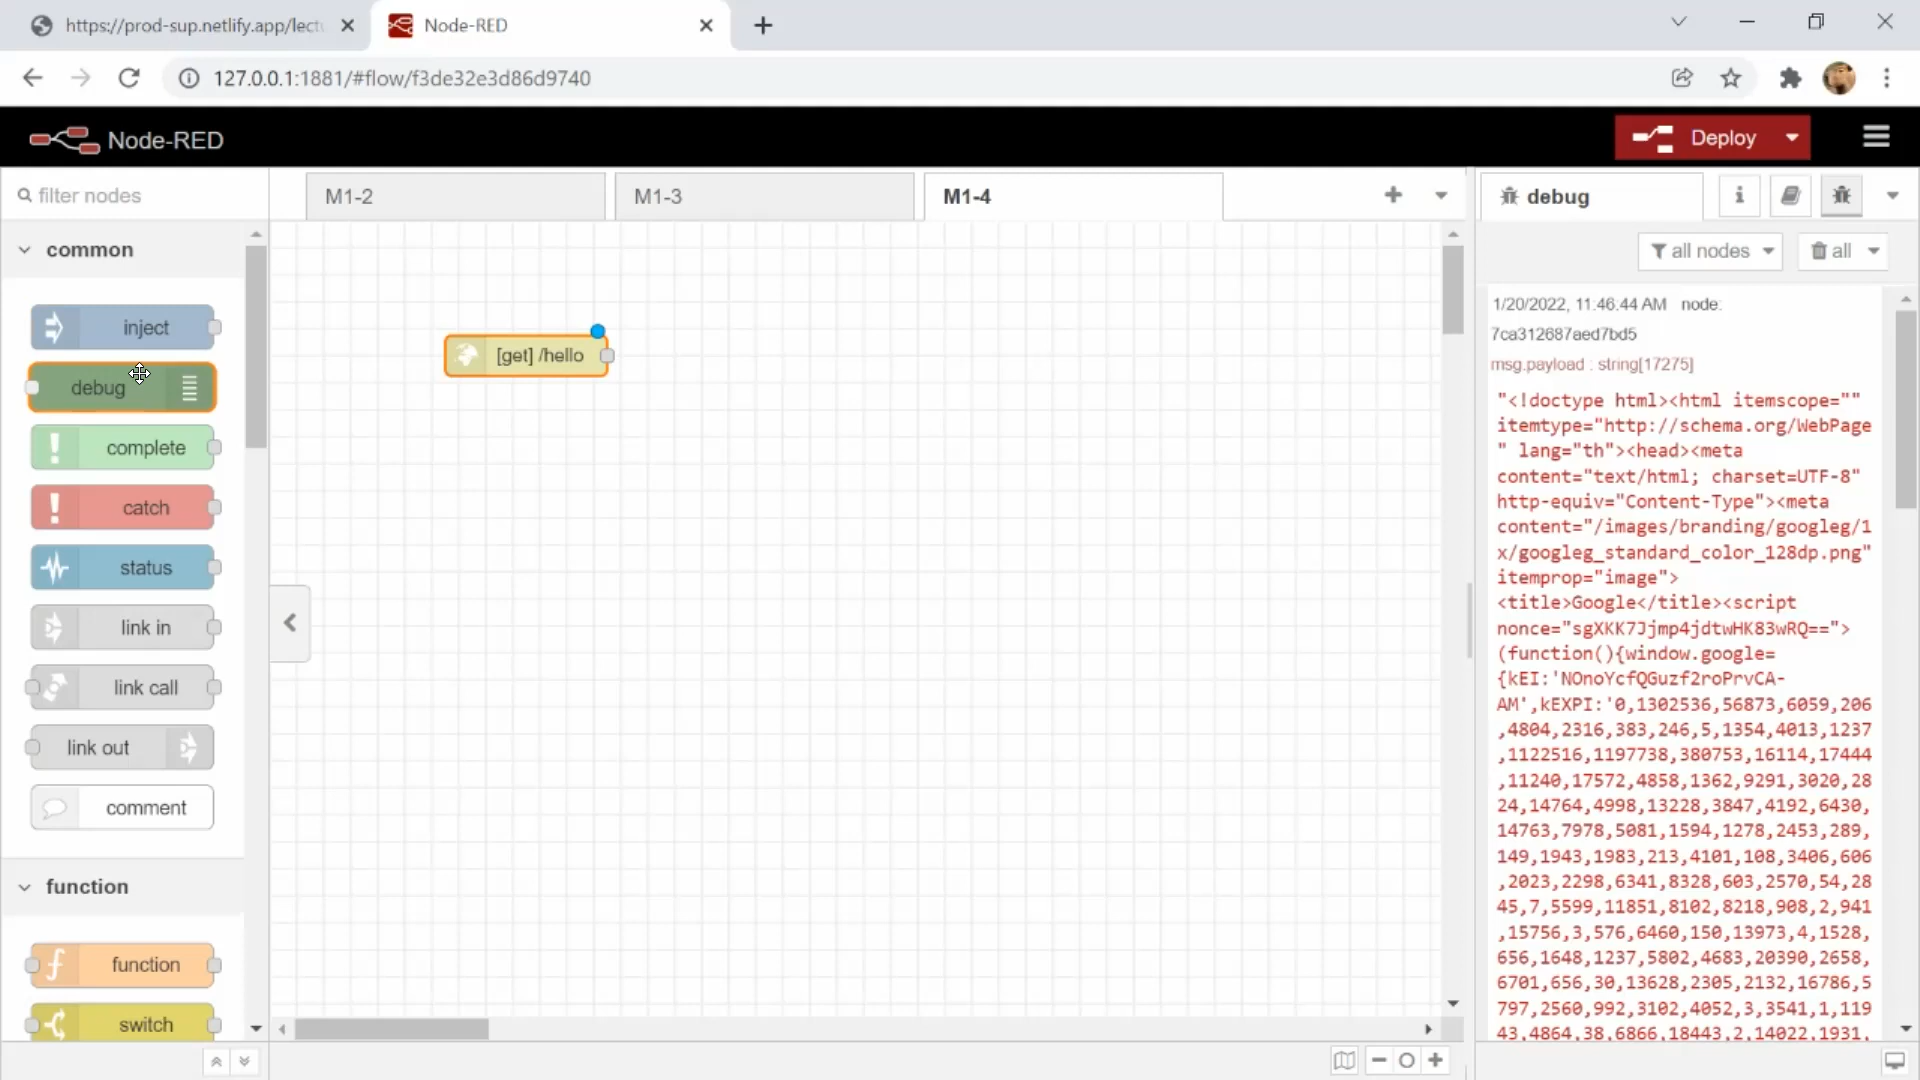 https://prod-sup.netlify.app/lect
Node-RED
127.0.0.1:1881/#flow/f3de32e3d86d9740
Node-RED
Deploy
filter nodes
M1-2
M1-3
M1-4
debug
all nodes
all
common
inject
debug
complete
catch
status
link in
link call
link out
comment
function
function
switch
[get] /hello
1/20/2022, 11:46:44 AM node:
7ca312687aed7bd5
msg.payload : string[17275]
"<!doctype html><html itemscope=""
itemtype="http://schema.org/WebPage
" lang="th"><head><meta
content="text/html; charset=UTF-8"
http-equiv="Content-Type"><meta
content="/images/branding/googleg/1
x/googleg_standard_color_128dp.png"
itemprop="image">
<title>Google</title><script
nonce="sgXKK7Jjmp4jdtwHK83wRQ==">
(function(){window.google=
{kEI:'NOnoYcfQGuzf2roPrvCA-
AM',kEXPI:'0,1302536,56873,6059,206
,4804,2316,383,246,5,1354,4013,1237
,1122516,1197738,380753,16114,17444
,11240,17572,4858,1362,9291,3020,28
24,14764,4998,13228,3847,4192,6430,
14763,7978,5081,1594,1278,2453,289,
149,1943,1983,213,4101,108,3406,606
,2023,2298,6341,8328,603,2570,54,28
45,7,5599,11851,8102,8218,908,2,941
,15756,3,576,6460,150,13973,4,1528,
656,1648,1237,5802,4683,20390,2658,
6701,656,30,13628,2305,2132,16786,5
797,2560,992,3102,4052,3,3541,1,119
43,4864,38,6866,18443,2,14022,1931,